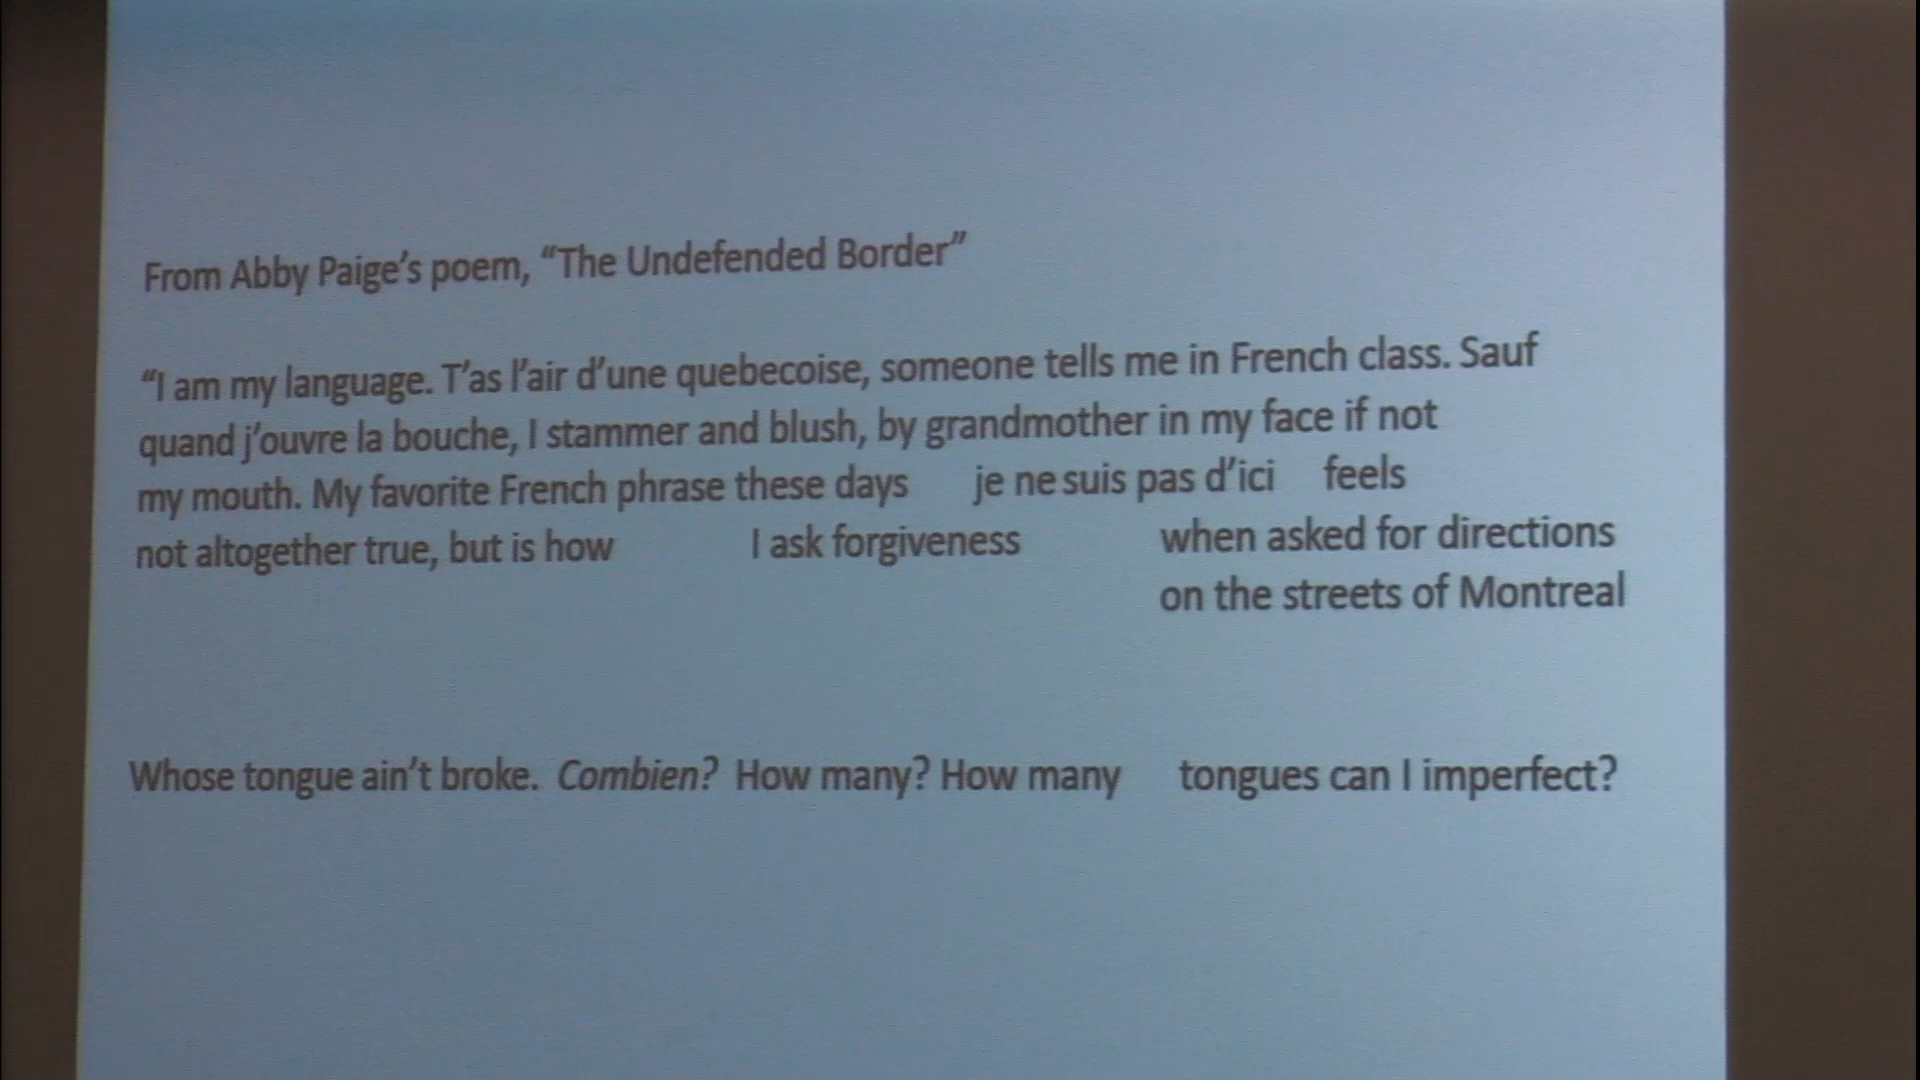 From Abby Paige’s poem, “The Undefended Border”
“I am my language. T’as l’air d’une quebecoise, someone tells me in French class. Sauf
quand j’ouvre la bouche, I stammer and blush, by grandmother in my face if not
my mouth. My favorite French phrase these days je ne suis pas d’ici feels
not altogether true, but is how I ask forgiveness when asked for directions
on the streets of Montreal
Whose tongue ain’t broke. Combien? How many? How many tongues can I imperfect?